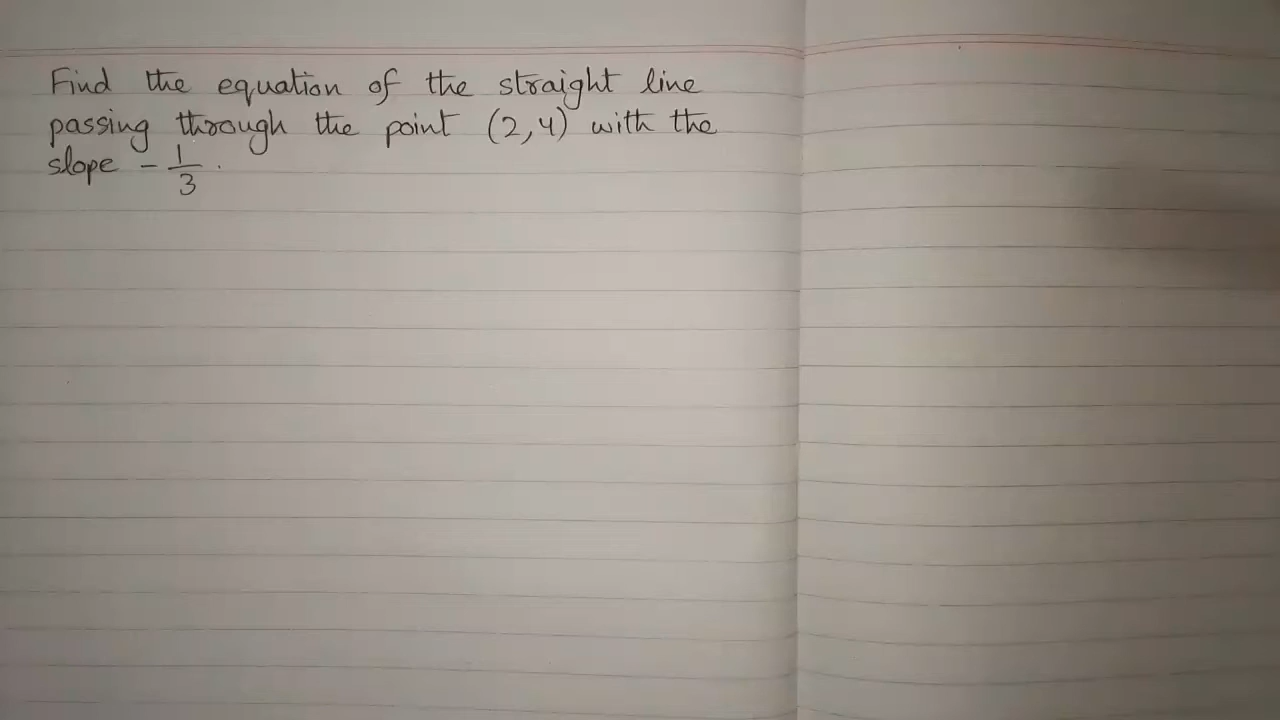 Find the equation of the straight line
passing through the point (2,4) with the
slope -1/3.